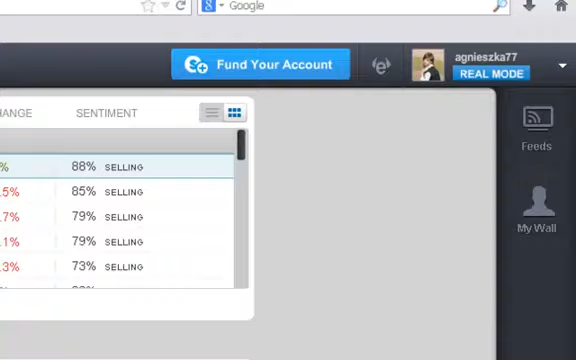 Google
Fund Your Account
agnieszka77
REAL MODE
HANGE SENTIMENT
% 88% SELLING
.5% 85% SELLING
.7% 79% SELLING
.1% 79% SELLING
.3% 73% SELLING
Feeds
My Wall